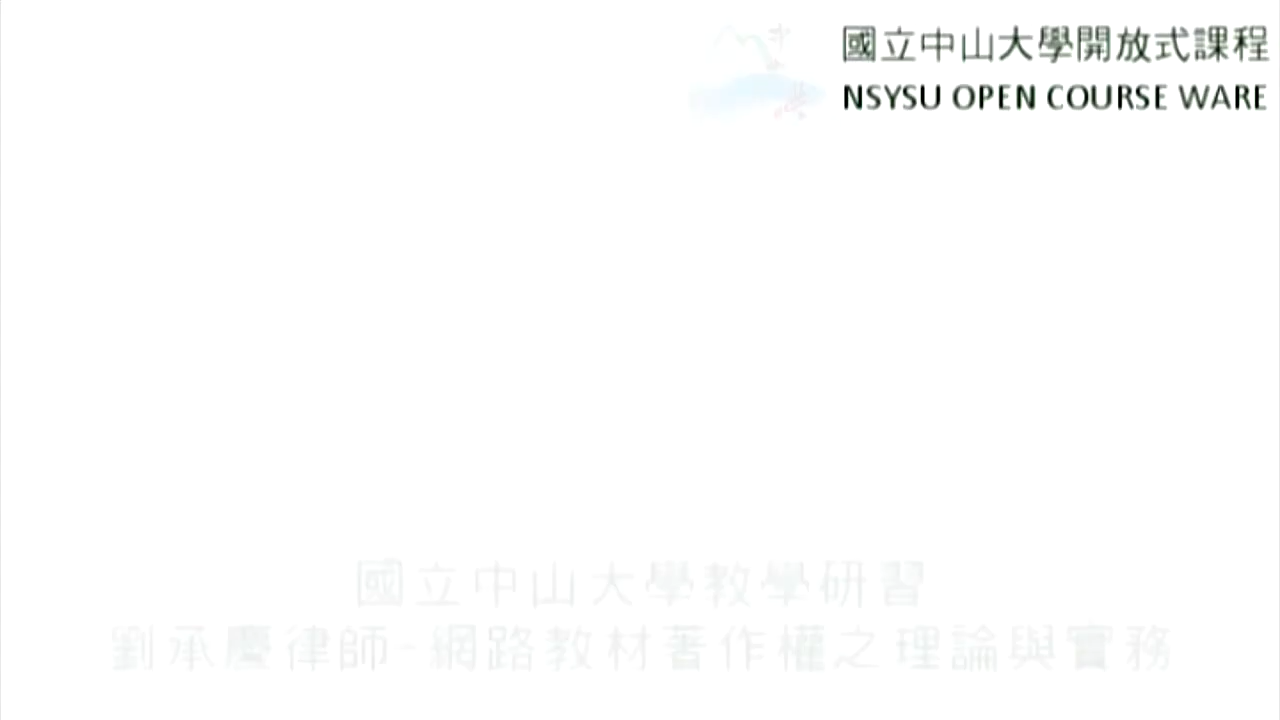 國立中山大學開放式課程
NSYSU OPEN COURSE WARE
國立中山大學教學研習
劉承慶律師-網路教材著作權之理論與實務